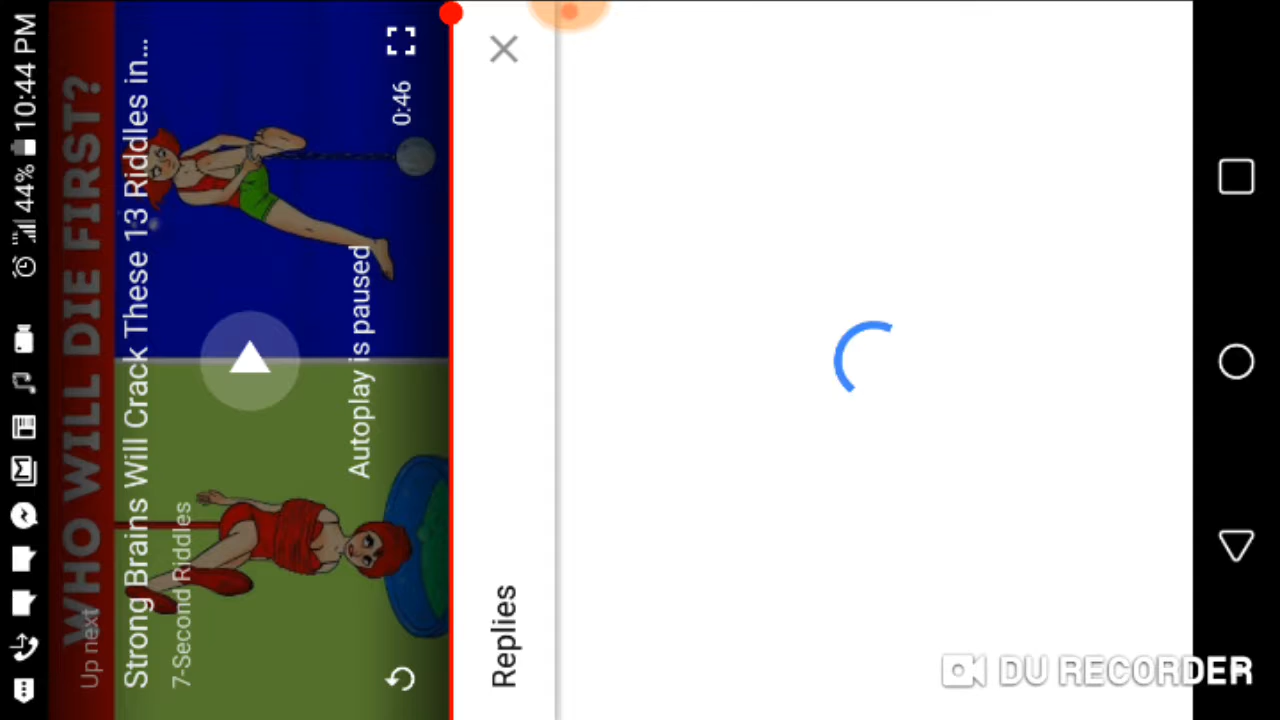 44% 10:44 PM
WHO WILL DIE FIRST?
Up next
Strong Brains Will Crack These 13 Riddles in...
7-Second Riddles
Autoplay is paused
0:46
Replies
DU RECORDER